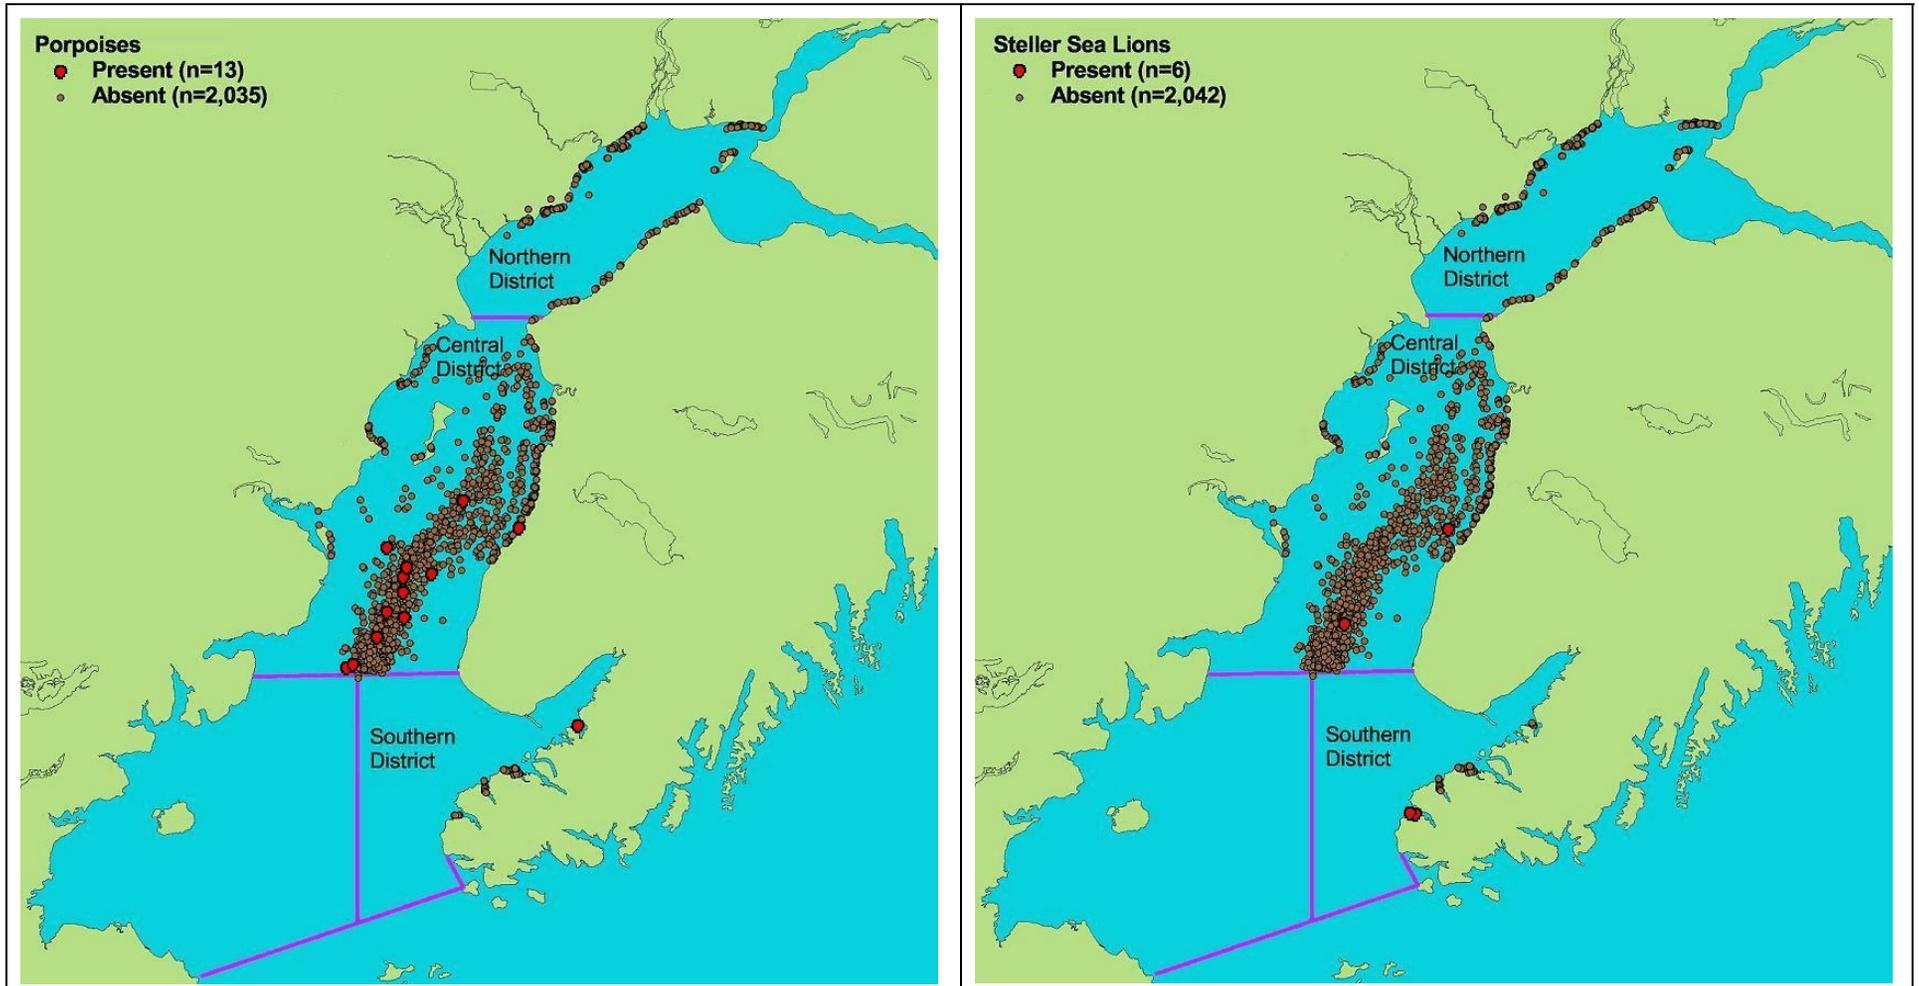 Porpoises
Present (n=13)
Absent (n=2,035)
Northern
District
Central
District
Southern
District
Steller Sea Lions
Present (n=6)
Absent (n=2,042)
Northern
District
Central
District
Southern
District